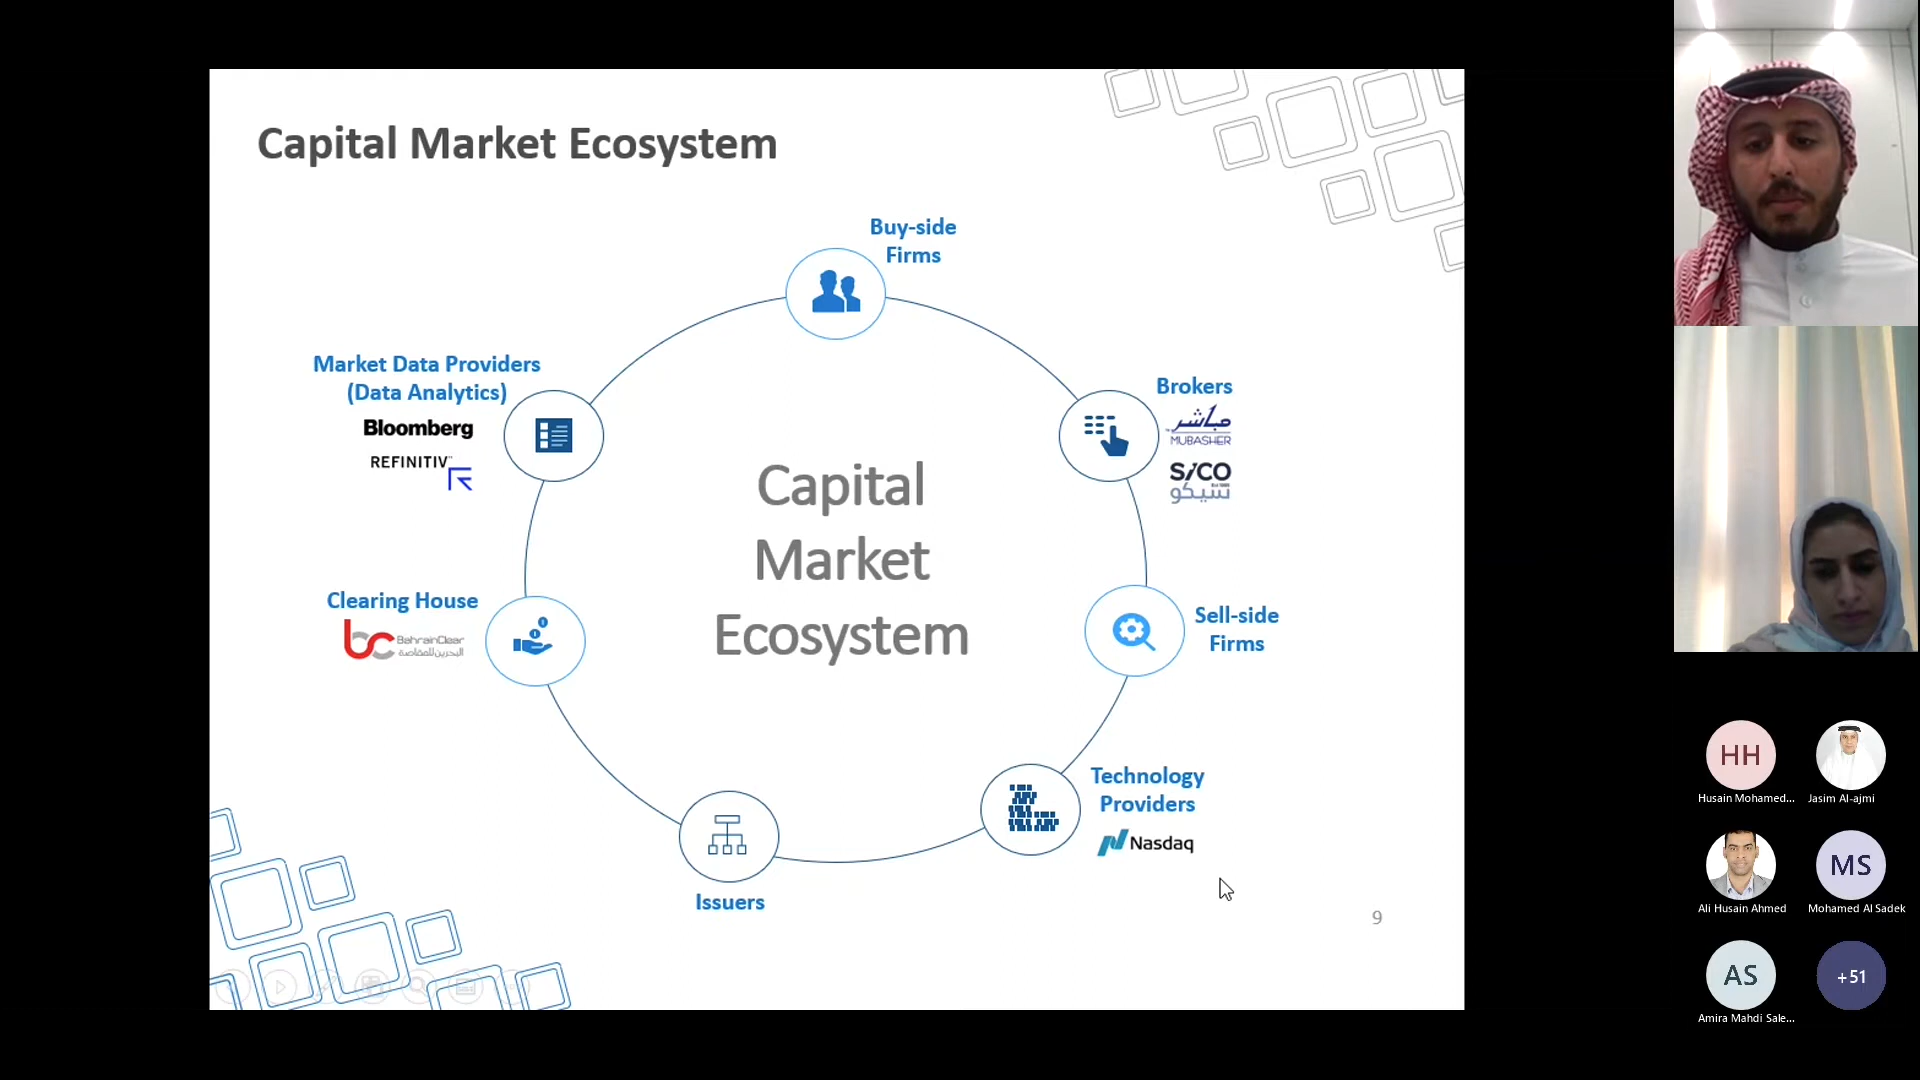 Capital Market Ecosystem
Buy-side
Firms
Market Data Providers
(Data Analytics)
Bloomberg
REFINITIV
Brokers
مباشر
MUBASHER
SICO
سيكو
Capital
Market
Ecosystem
Clearing House
bc BahrainClear
البحرين للمقاصة
Sell-side
Firms
Technology
Providers
Nasdaq
Issuers
9
HH
Husain Mohamed...
Jasim Al-ajmi
Ali Husain Ahmed
MS
Mohamed Al Sadek
AS
Amira Mahdi Sale...
+51